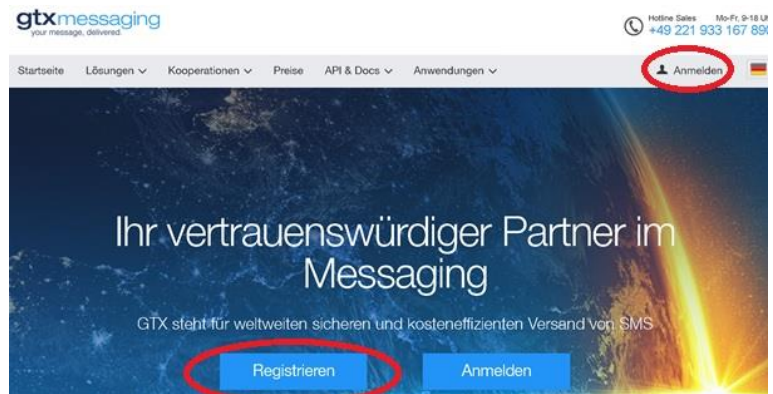 gtxmessaging
your message, delivered.
Hotline Sales Mo-Fr, 9-18
+49 221 933 167 890
Startseite Lösungen Kooperationen Preise API & Docs Anwendungen Anmelden
Ihr vertrauenswürdiger Partner im
Messaging
GTX steht für weltweiten sicheren und kosteneffizienten Versand von SMS
Registrieren Anmelden